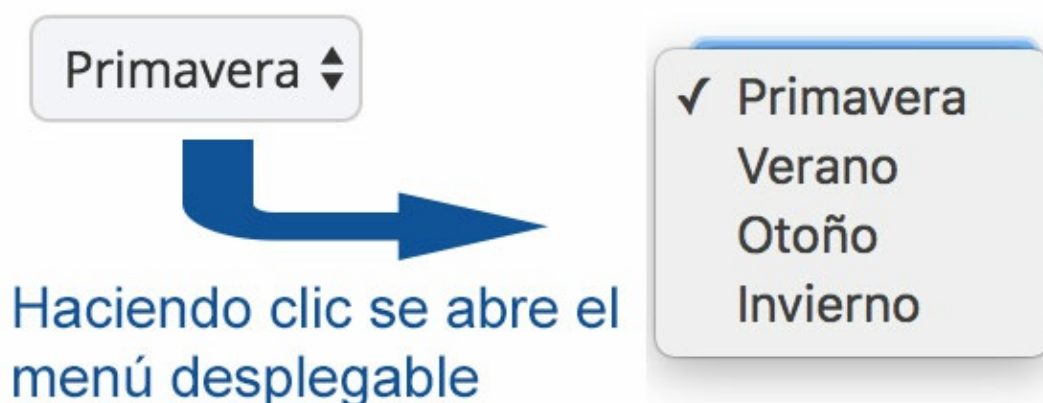 Primavera
Haciendo clic se abre el
menú desplegable
✓ Primavera
Verano
Otoño
Invierno